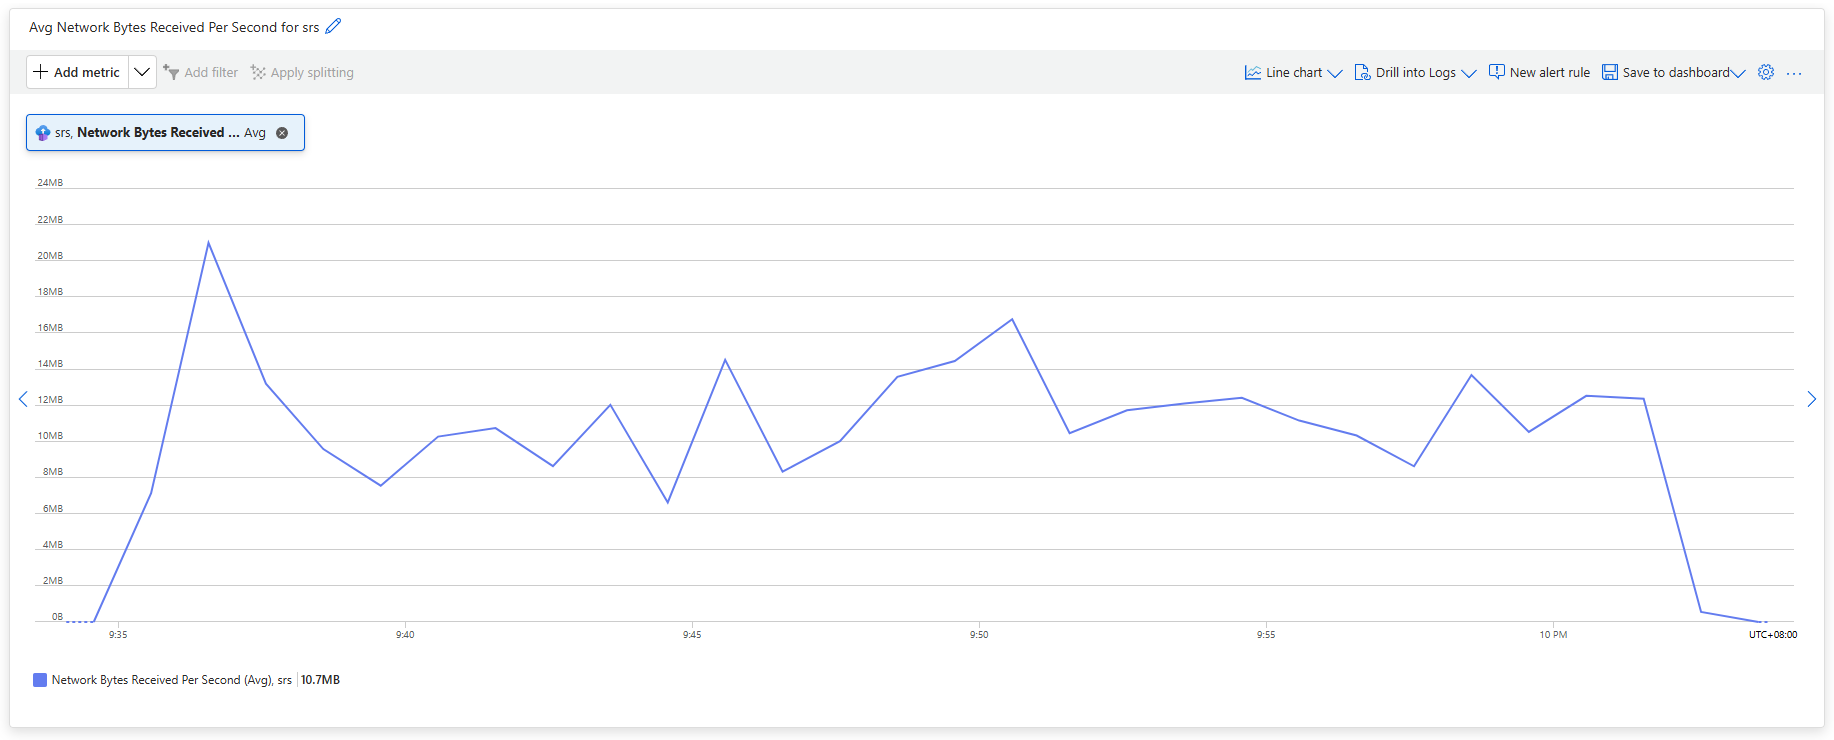 Avg Network Bytes Received Per Second for srs
Add metric Add filter Apply splitting Line chart Drill into Logs New alert rule Save to dashboard ...
srs, Network Bytes Received ... Avg
24MB
22MB
20MB
18MB
16MB
14MB
12MB
10MB
8MB
6MB
4MB
2MB
0B
9:35 9:40 9:45 9:50 9:55 10 PM UTC+08:00
Network Bytes Received Per Second (Avg), srs 10.7MB